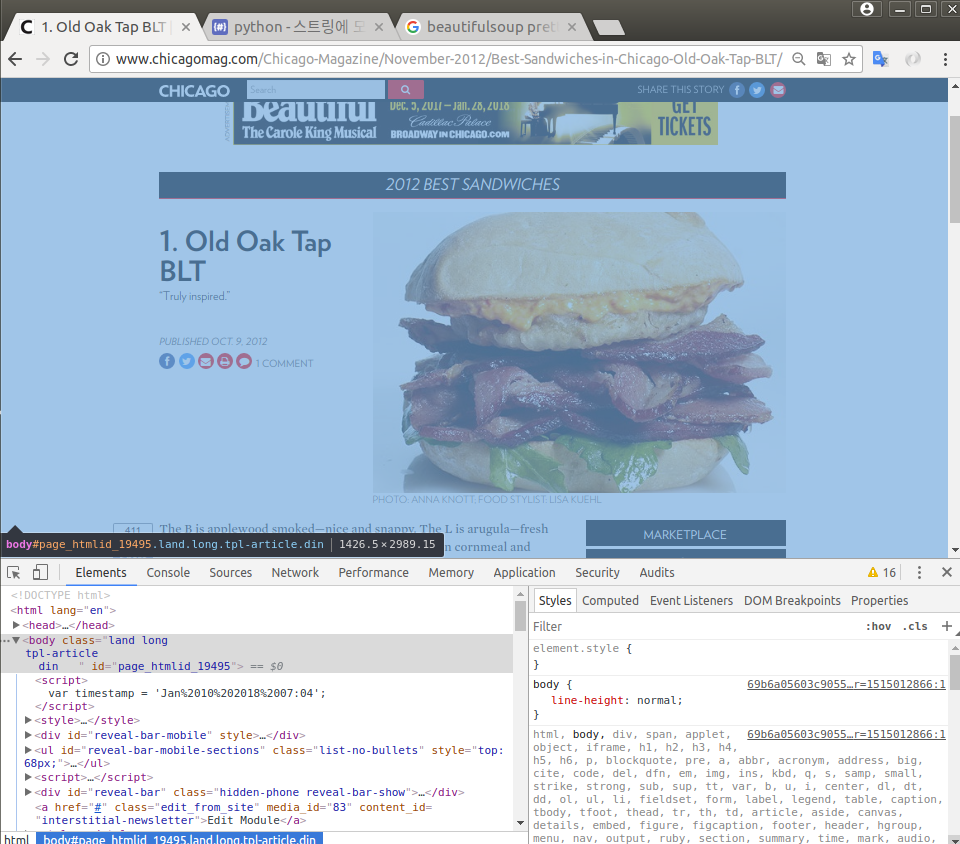 1. Old Oak Tap BLT |
python - 스트링에 모
beautifulsoup pret
www.chicagomag.com/Chicago-Magazine/November-2012/Best-Sandwiches-in-Chicago-Old-Oak-Tap-BLT/
CHICAGO
Search
SHARE THIS STORY
Beautiful
The Carole King Musical
Dec. 5, 2017 – Jan. 28, 2018
Cadillac Palace
BROADWAYINCHICAGO.COM
GET
TICKETS
2012 BEST SANDWICHES
1. Old Oak Tap
BLT
"Truly inspired."
PUBLISHED OCT. 9, 2012
1 COMMENT
PHOTO: ANNA KNOTT; FOOD STYLIST: LISA KUEHL
411
The B is applewood smoked—nice and snappy. The L is arugula—fresh
n cornmeal and
MARKETPLACE
body#page_htmlid_19495.land.long.tpl-article.din | 1426.5 × 2989.15
Elements Console Sources Network Performance Memory Application Security Audits 16
<!DOCTYPE html>
<html lang="en">
<head>…</head>
<body class="land long
tpl-article
din " id="page_htmlid_19495"> == $0
<script>
var timestamp = 'Jan%2010%202018%2007:04';
</script>
<style>…</style>
<div id="reveal-bar-mobile" style>…</div>
<ul id="reveal-bar-mobile-sections" class="list-no-bullets" style="top:
68px;">…</ul>
<script>…</script>
<div id="reveal-bar" class="hidden-phone reveal-bar-show">…</div>
<a href="#" class="edit_from_site" media_id="83" content_id=
"interstitial-newsletter">Edit Module</a>
html body#page_htmlid_19495.land.long.tpl-article.din
Styles Computed Event Listeners DOM Breakpoints Properties
Filter :hov .cls +
element.style {
}
body { 69b6a05603c9055…r=1515012866:1
line-height: normal;
}
html, body, div, span, applet, 69b6a05603c9055…r=1515012866:1
object, iframe, h1, h2, h3, h4,
h5, h6, p, blockquote, pre, a, abbr, acronym, address, big,
cite, code, del, dfn, em, img, ins, kbd, q, s, samp, small,
strike, strong, sub, sup, tt, var, b, u, i, center, dl, dt,
dd, ol, ul, li, fieldset, form, label, legend, table, caption,
tbody, tfoot, thead, tr, th, td, article, aside, canvas,
details, embed, figure, figcaption, footer, header, hgroup,
menu, nav, output, ruby, section, summary, time, mark, audio,